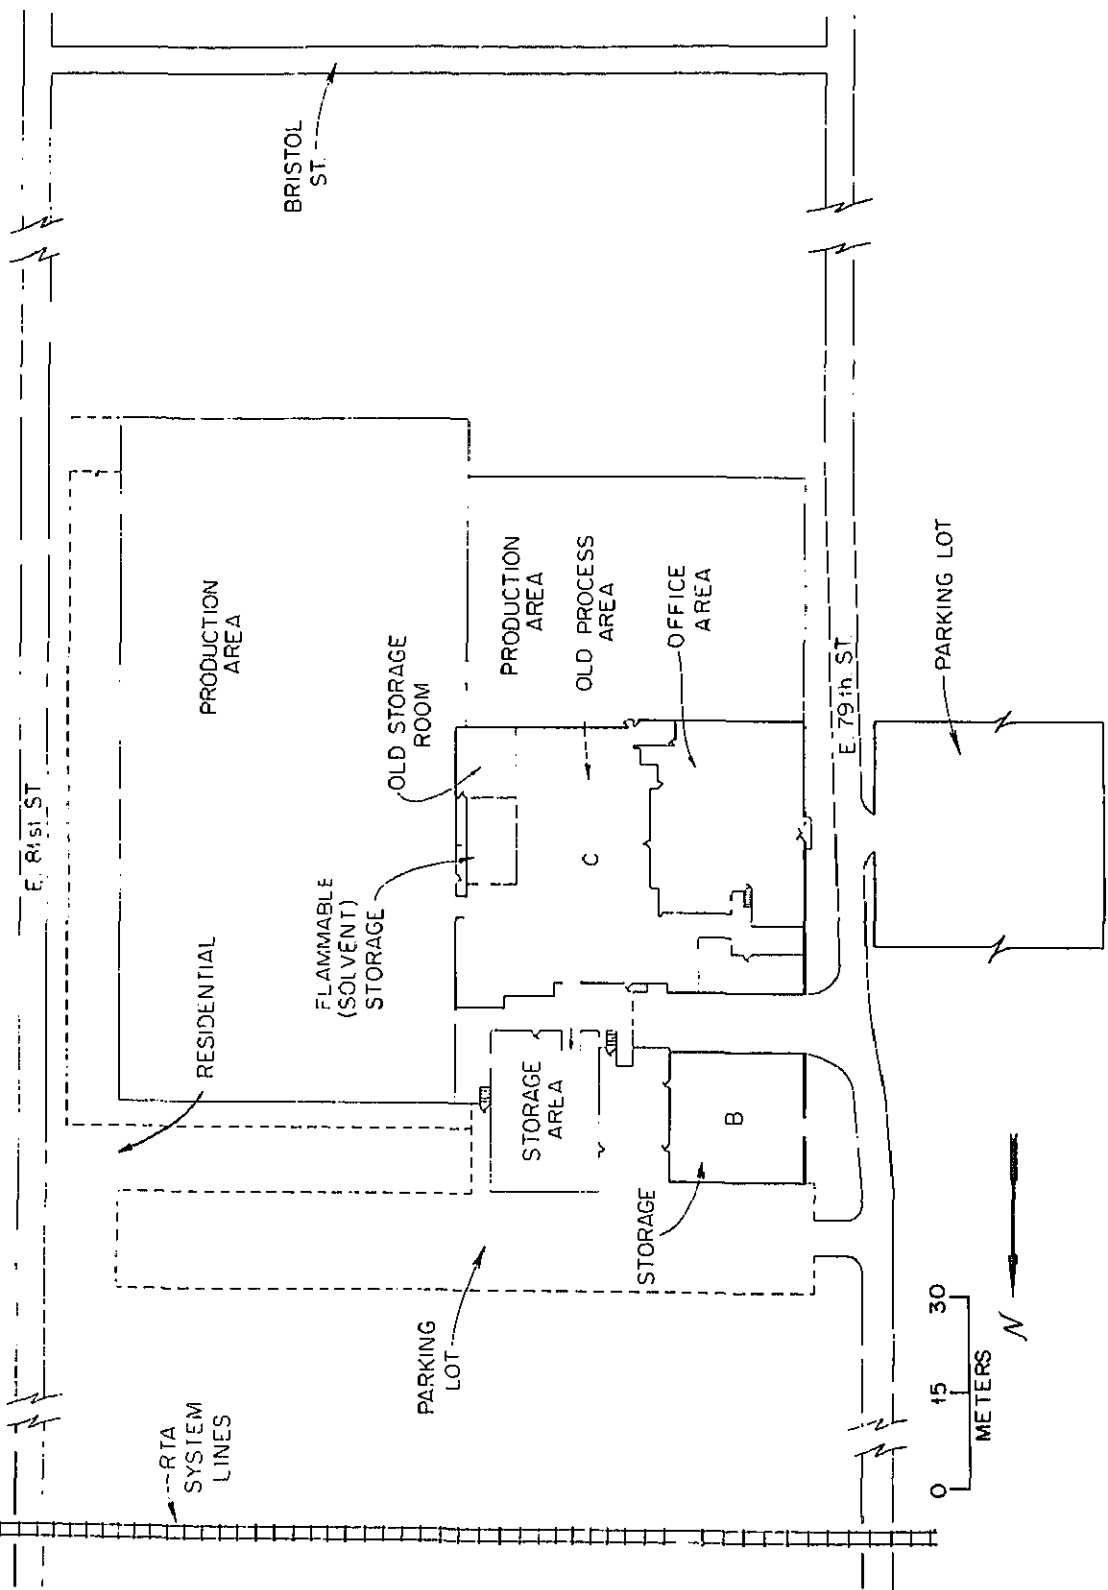 E. 81st ST
BRISTOL
ST.
RTA
SYSTEM
LINES
RESIDENTIAL
PRODUCTION
AREA
PARKING
LOT
FLAMMABLE
(SOLVENT)
STORAGE
OLD STORAGE
ROOM
STORAGE
AREA
PRODUCTION
AREA
C
OLD PROCESS
AREA
STORAGE
B
OFFICE
AREA
E. 79th ST.
PARKING LOT
0 15 30
METERS
N